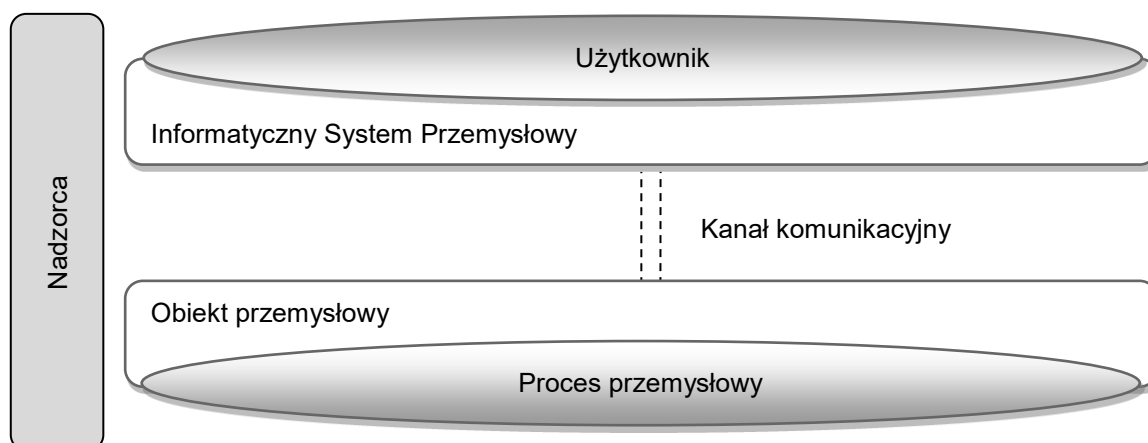 Nadzorca
Użytkownik
Informatyczny System Przemysłowy
Kanał komunikacyjny
Obiekt przemysłowy
Proces przemysłowy